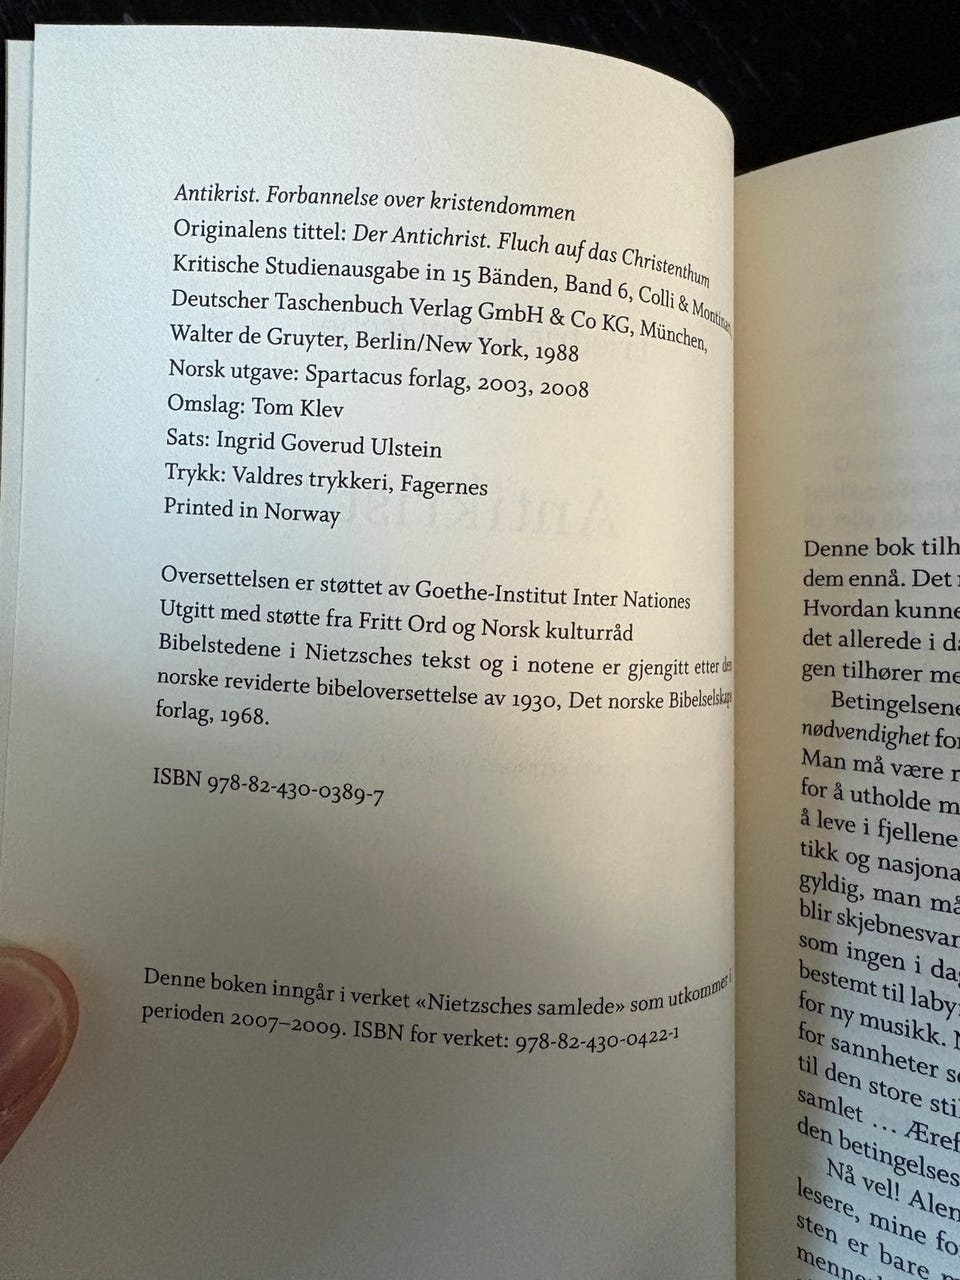 Antikrist. Forbannelse over kristendommen
Originalens tittel: Der Antichrist. Fluch auf das Christenthum
Kritische Studienausgabe in 15 Bänden, Band 6, Colli & Montinari
Deutscher Taschenbuch Verlag GmbH & Co KG, München,
Walter de Gruyter, Berlin/New York, 1988
Norsk utgave: Spartacus forlag, 2003, 2008
Omslag: Tom Klev
Sats: Ingrid Goverud Ulstein
Trykk: Valdres trykkeri, Fagernes
Printed in Norway
Oversettelsen er støttet av Goethe-Institut Inter Nationes
Utgitt med støtte fra Fritt Ord og Norsk kulturråd
Bibelstedene i Nietzsches tekst og i notene er gjengitt etter den
norske reviderte bibeloversettelse av 1930, Det norske Bibelselskaps
forlag, 1968.
ISBN 978-82-430-0389-7
Denne boken inngår i verket «Nietzsches samlede» som utkommer i
perioden 2007–2009. ISBN for verket: 978-82-430-0422-1
Denne bok tilh
dem ennå. Det
Hvordan kunne
det allerede i da
gen tilhører me
Betingelsene
nødvendighet for
Man må være r
for å utholde m
å leve i fjellene
tikk og nasjona
gyldig, man må
blir skjebnesvan
som ingen i da
bestemt til laby
for ny musikk.
for sannheter se
til den store sti
samlet ... Æref
den betingelses
Nå vel! Alen
lesere, mine fo
sten er bare
menne